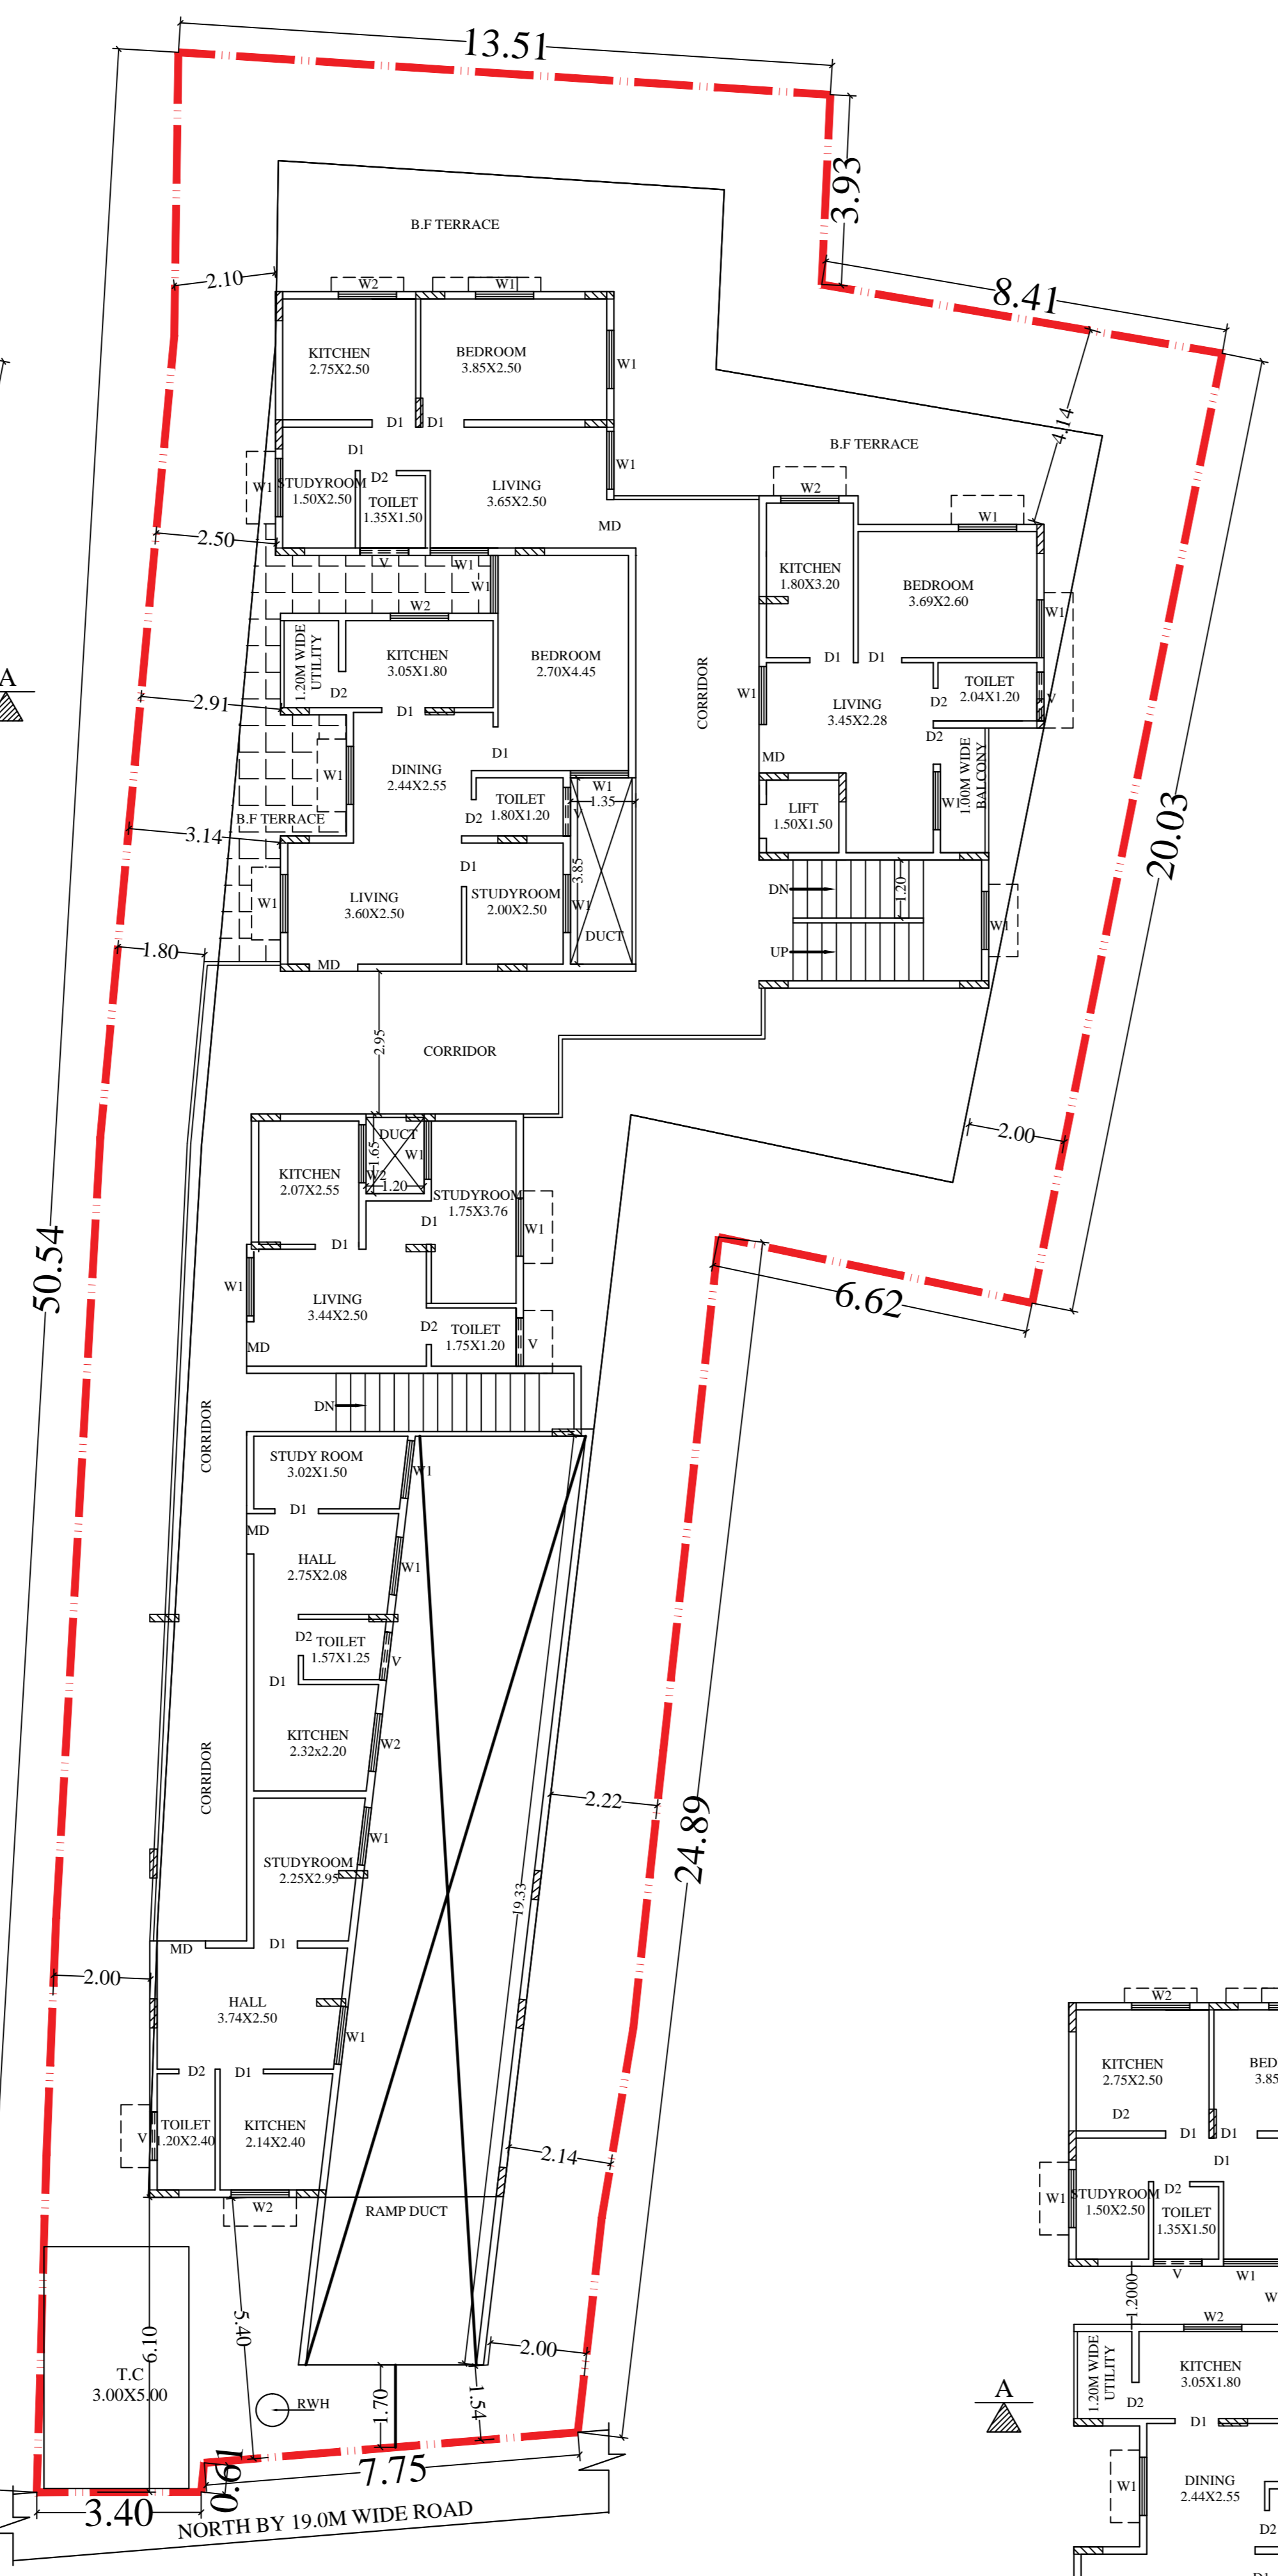 13.51
3.93
B.F TERRACE
2.10
8.41
W2
W1
KITCHEN
2.75X2.50
BEDROOM
3.85X2.50
W1
4.14
D1
D1
D1
B.F TERRACE
W1
W1
STUDYROOM
1.50X2.50
D2
TOILET
1.35X1.50
LIVING
3.65X2.50
MD
W2
W1
2.50
V
W1
W1
KITCHEN
1.80X3.20
BEDROOM
3.69X2.60
W2
W1
1.20M WIDE
UTILITY
KITCHEN
3.05X1.80
BEDROOM
2.70X4.45
CORRIDOR
D1
D1
A
2.91
D2
D1
W1
LIVING
3.45X2.28
TOILET
2.04X1.20
D2
V
D2
D1
MD
1.00M WIDE
BALCONY
W1
DINING
2.44X2.55
W1
1.35
TOILET
1.80X1.20
V
D2
LIFT
1.50X1.50
W1
B.F TERRACE
3.14
20.03
D1
3.85
DN
1.20
W1
LIVING
3.60X2.50
STUDYROOM
2.00X2.50
W1
DUCT
W1
UP
1.80
MD
2.95
CORRIDOR
2.00
DUCT
1.65
W1
W2
1.20
KITCHEN
2.07X2.55
STUDYROOM
1.75X3.76
D1
W1
D1
50.54
W1
LIVING
3.44X2.50
6.62
D2
TOILET
1.75X1.20
V
MD
DN
CORRIDOR
STUDY ROOM
3.02X1.50
W1
D1
MD
HALL
2.75X2.08
W1
D2
TOILET
1.57X1.25
V
D1
KITCHEN
2.32x2.20
W2
CORRIDOR
2.22
24.89
W1
STUDYROOM
2.25X2.95
19.33
MD
D1
2.00
HALL
3.74X2.50
W1
D2
D1
V
TOILET
1.20X2.40
KITCHEN
2.14X2.40
2.14
W2
RAMP DUCT
5.40
6.10
2.00
T.C
3.00X5.00
RWH
1.70
1.54
0.61
7.75
3.40
NORTH BY 19.0M WIDE ROAD
W2
KITCHEN
2.75X2.50
BED
3.85
D2
D1
D1
D1
W1
STUDYROOM
1.50X2.50
D2
TOILET
1.35X1.50
V
W1
1.2000
W
W2
1.20M WIDE
UTILITY
KITCHEN
3.05X1.80
A
D2
D1
W1
DINING
2.44X2.55
D2